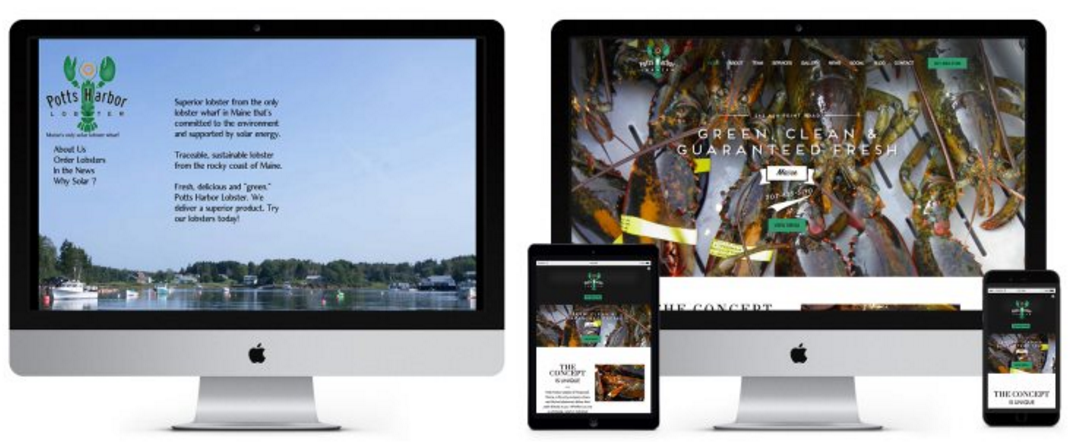 Potts Harbor
LOBSTER
Maine's only solar lobster wharf
About Us
Order Lobsters
In the News
Why Solar ?
Superior lobster from the only
lobster wharf in Maine that's
committed to the environment
and supported by solar energy.
Traceable, sustainable lobster
from the rocky coast of Maine.
Fresh, delicious and "green."
Potts Harbor Lobster. We
deliver a superior product. Try
our lobsters today!
Potts Harbor
LOBSTER
HOME ABOUT TEAM SERVICES GALLERY NEWS SOCIAL BLOG CONTACT
GREEN, CLEAN &
GUARANTEED FRESH
Maine
THE CONCEPT
THE
CONCEPT
IS UNIQUE
THE CONCEPT
IS UNIQUE